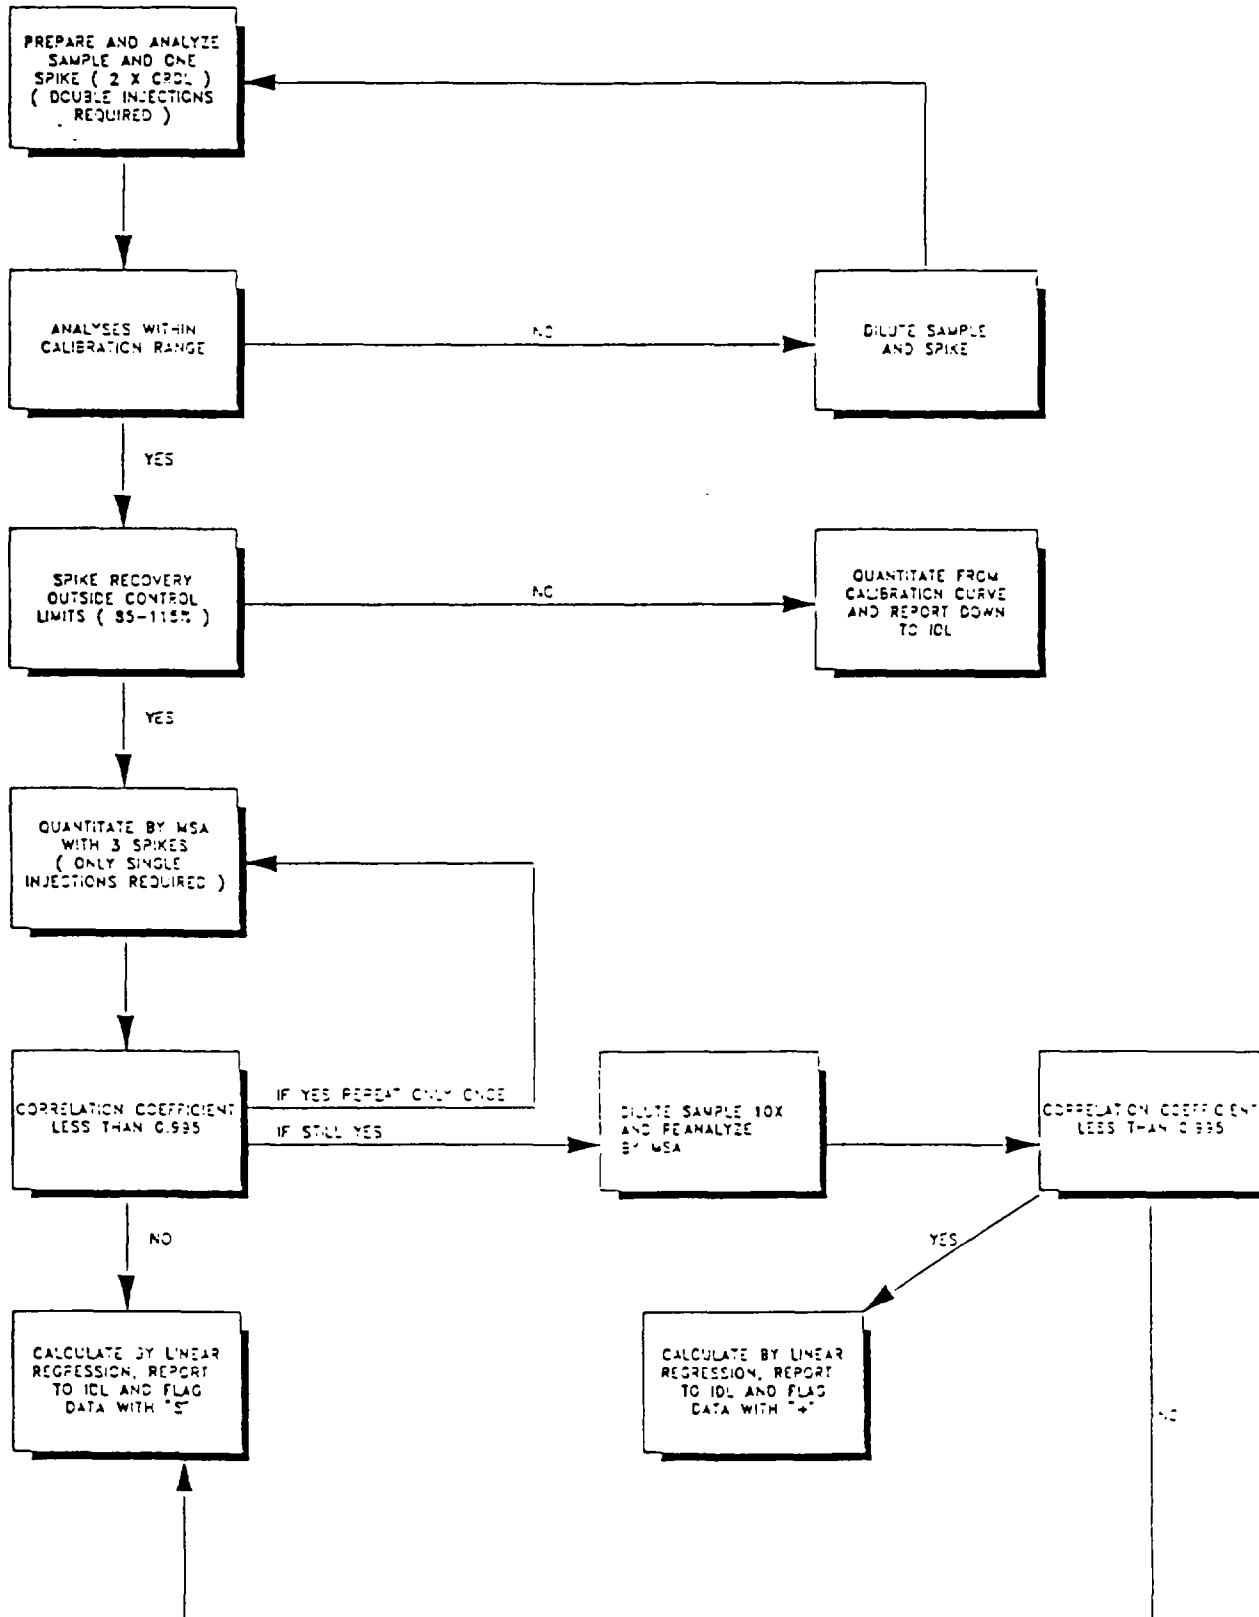 PREPARE AND ANALYZE
SAMPLE AND ONE
SPIKE ( 2 X CRDL )
( DOUBLE INJECTIONS
REQUIRED )
ANALYSES WITHIN
CALIBRATION RANGE
NO
DILUTE SAMPLE
AND SPIKE
YES
SPIKE RECOVERY
OUTSIDE CONTROL
LIMITS ( 85-115% )
NO
QUANTITATE FROM
CALIBRATION CURVE
AND REPORT DOWN
TO IDL
YES
QUANTITATE BY MSA
WITH 3 SPIKES
( ONLY SINGLE
INJECTIONS REQUIRED )
CORRELATION COEFFICIENT
LESS THAN 0.995
IF YES REPEAT ONLY ONCE
IF STILL YES
DILUTE SAMPLE 10X
AND REANALYZE
BY MSA
CORRELATION COEFFICIENT
LESS THAN 0.995
NO
YES
CALCULATE BY LINEAR
REGRESSION, REPORT
TO IDL AND FLAG
DATA WITH "S"
CALCULATE BY LINEAR
REGRESSION, REPORT
TO IDL AND FLAG
DATA WITH "+"
NO